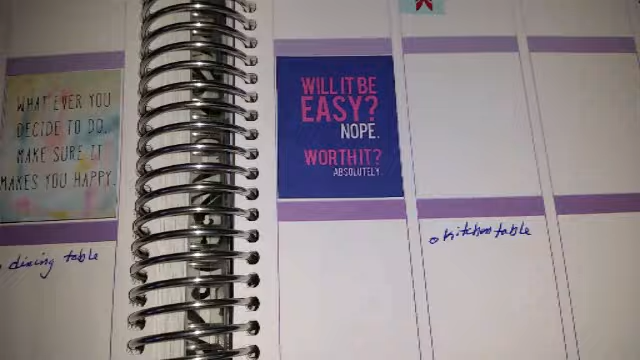 WHAT EVER YOU
DECIDE TO DO,
MAKE SURE IT
MAKES YOU HAPPY.
dining table
WILL IT BE
EASY?
NOPE.
WORTH IT?
ABSOLUTELY.
kitchen table